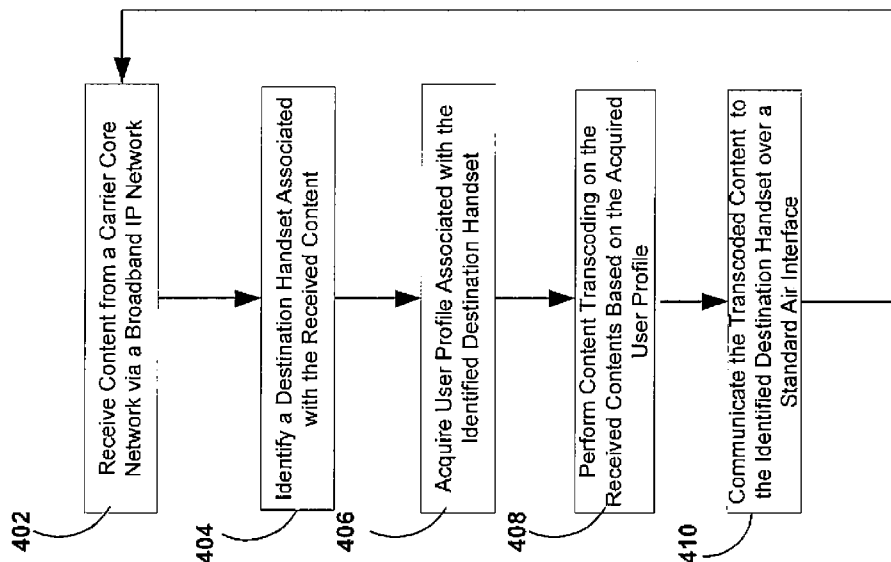 402
Receive Content from a Carrier Core
Network via a Broadband IP Network
404
Identify a Destination Handset Associated
with the Received Content
406
Acquire User Profile Associated with the
Identified Destination Handset
408
Perform Content Transcoding on the
Received Contents Based on the Acquired
User Profile
410
Communicate the Transcoded Content to
the Identified Destination Handset over a
Standard Air Interface